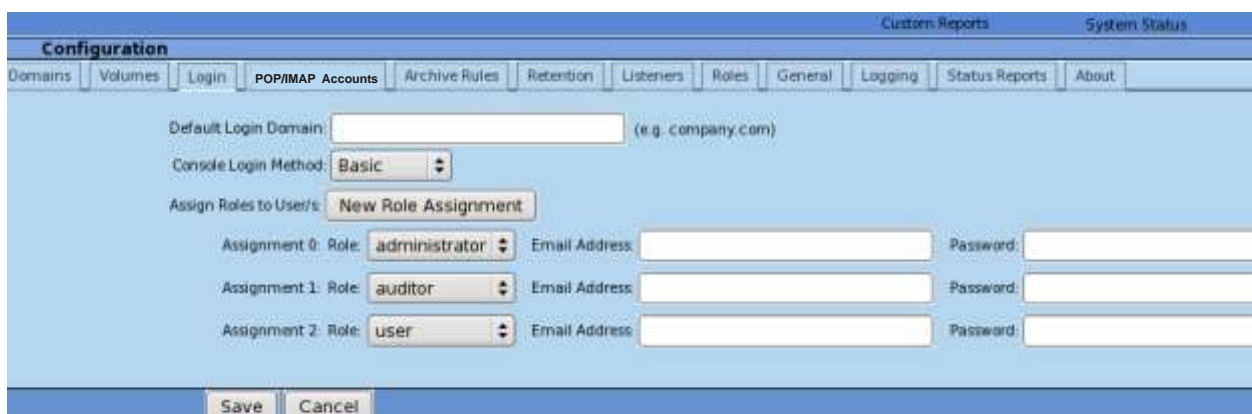 Custom Reports System Status
Configuration
Domains Volumes Login POP/IMAP Accounts Archive Rules Retention Listeners Roles General Logging Status Reports About
Default Login Domain: (e.g. company.com)
Console Login Method: Basic
Assign Roles to User/s: New Role Assignment
Assignment 0: Role: administrator Email Address: Password:
Assignment 1: Role: auditor Email Address: Password:
Assignment 2: Role: user Email Address: Password:
Save Cancel